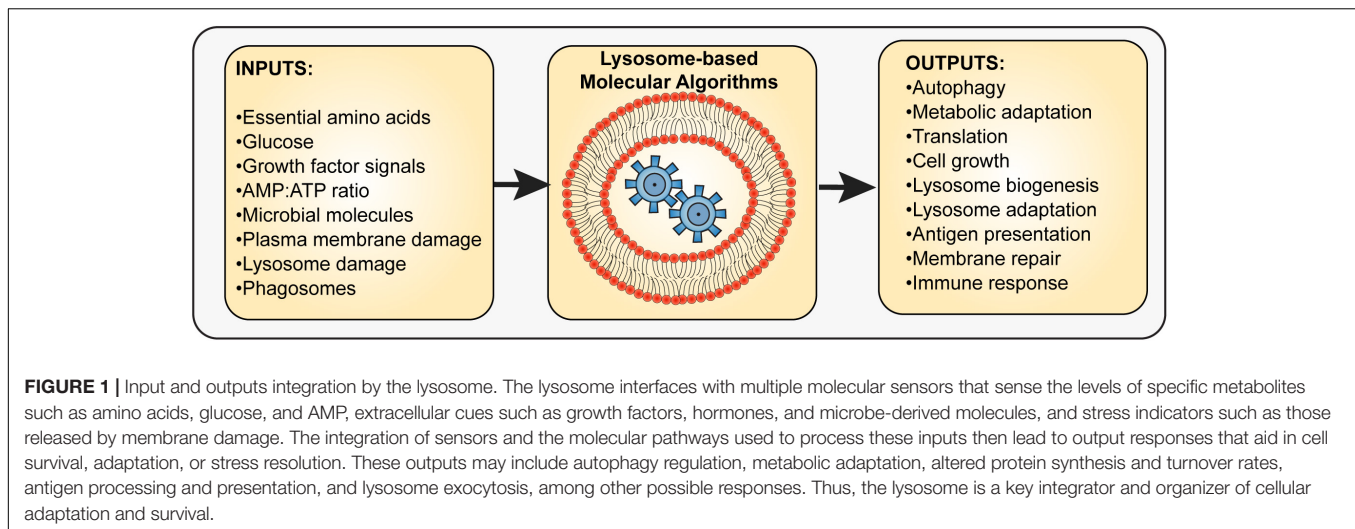 INPUTS:
•Essential amino acids
•Glucose
•Growth factor signals
•AMP:ATP ratio
•Microbial molecules
•Plasma membrane damage
•Lysosome damage
•Phagosomes
Lysosome-based
Molecular Algorithms
OUTPUTS:
•Autophagy
•Metabolic adaptation
•Translation
•Cell growth
•Lysosome biogenesis
•Lysosome adaptation
•Antigen presentation
•Membrane repair
•Immune response
FIGURE 1 | Input and outputs integration by the lysosome. The lysosome interfaces with multiple molecular sensors that sense the levels of specific metabolites
such as amino acids, glucose, and AMP, extracellular cues such as growth factors, hormones, and microbe-derived molecules, and stress indicators such as those
released by membrane damage. The integration of sensors and the molecular pathways used to process these inputs then lead to output responses that aid in cell
survival, adaptation, or stress resolution. These outputs may include autophagy regulation, metabolic adaptation, altered protein synthesis and turnover rates,
antigen processing and presentation, and lysosome exocytosis, among other possible responses. Thus, the lysosome is a key integrator and organizer of cellular
adaptation and survival.